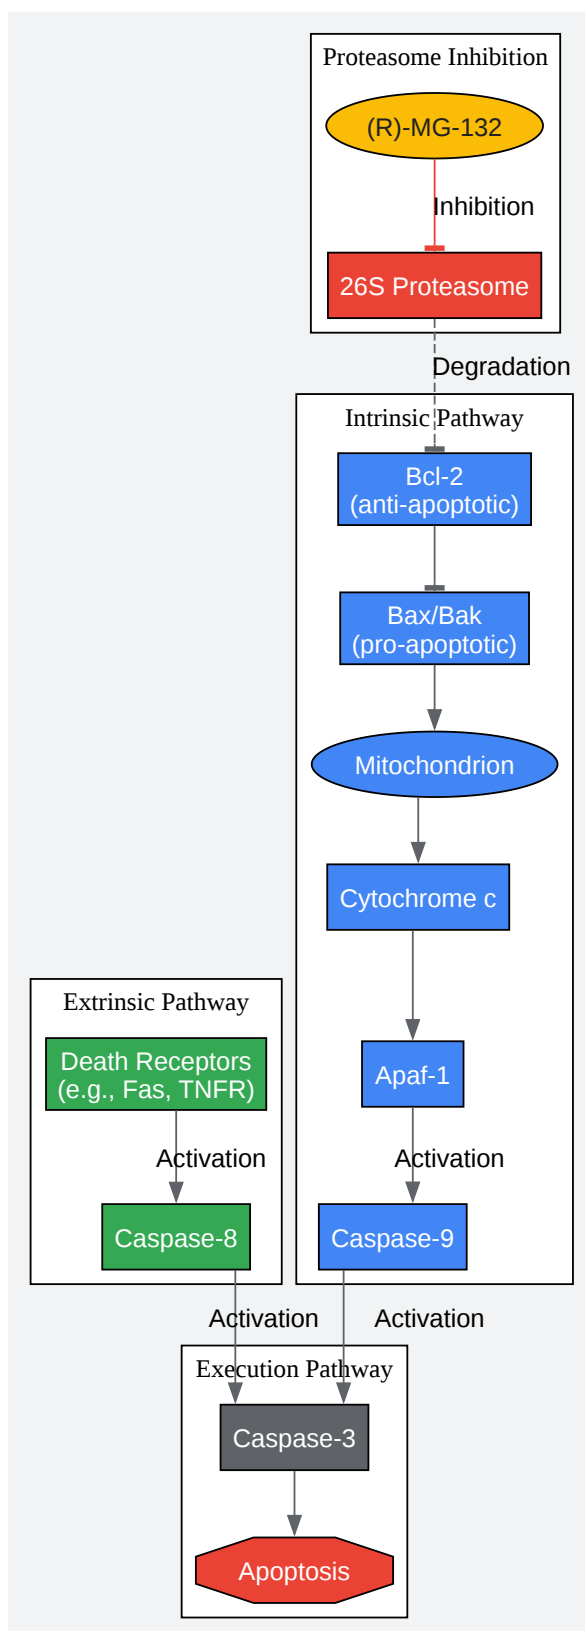 Proteasome Inhibition
(R)-MG-132
Inhibition
26S Proteasome
Degradation
Intrinsic Pathway
Bcl-2
(anti-apoptotic)
Bax/Bak
(pro-apoptotic)
Mitochondrion
Cytochrome c
Extrinsic Pathway
Death Receptors
(e.g., Fas, TNFR)
Apaf-1
Activation
Activation
Caspase-8
Caspase-9
Activation
Activation
Execution Pathway
Caspase-3
Apoptosis